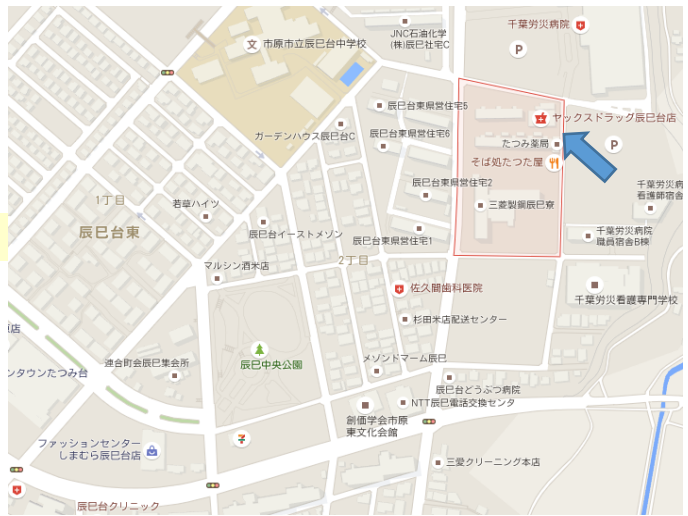 千葉労災病院
JNC石油化学
(株)辰巳社宅C
市原市立辰巳台中学校
P
辰巳台東県営住宅5
ヤックスドラッグ辰巳台店
ガーデンハウス辰巳台C
辰巳台東県営住宅6
たつみ薬局
P
そば処たつた屋
辰巳台東県営住宅2
千葉労災病
看護師宿舎
1丁目
若草ハイツ
三菱製鋼辰巳寮
辰巳台東
辰巳台イーストメゾン
辰巳台東県営住宅1
千葉労災病院
職員宿舎B棟
2丁目
マルシン酒米店
佐久間歯科医院
千葉労災看護専門学校
店
杉田米店配送センター
連合町会辰巳集会所
辰巳中央公園
メゾンドマーム辰巳
ンタウンたつみ台
辰巳台どうぶつ病院
NTT辰巳電話交換センタ
創価学会市原
東文化会館
ファッションセンター
しまむら辰巳台店
三愛クリーニング本店
辰巳台クリニック